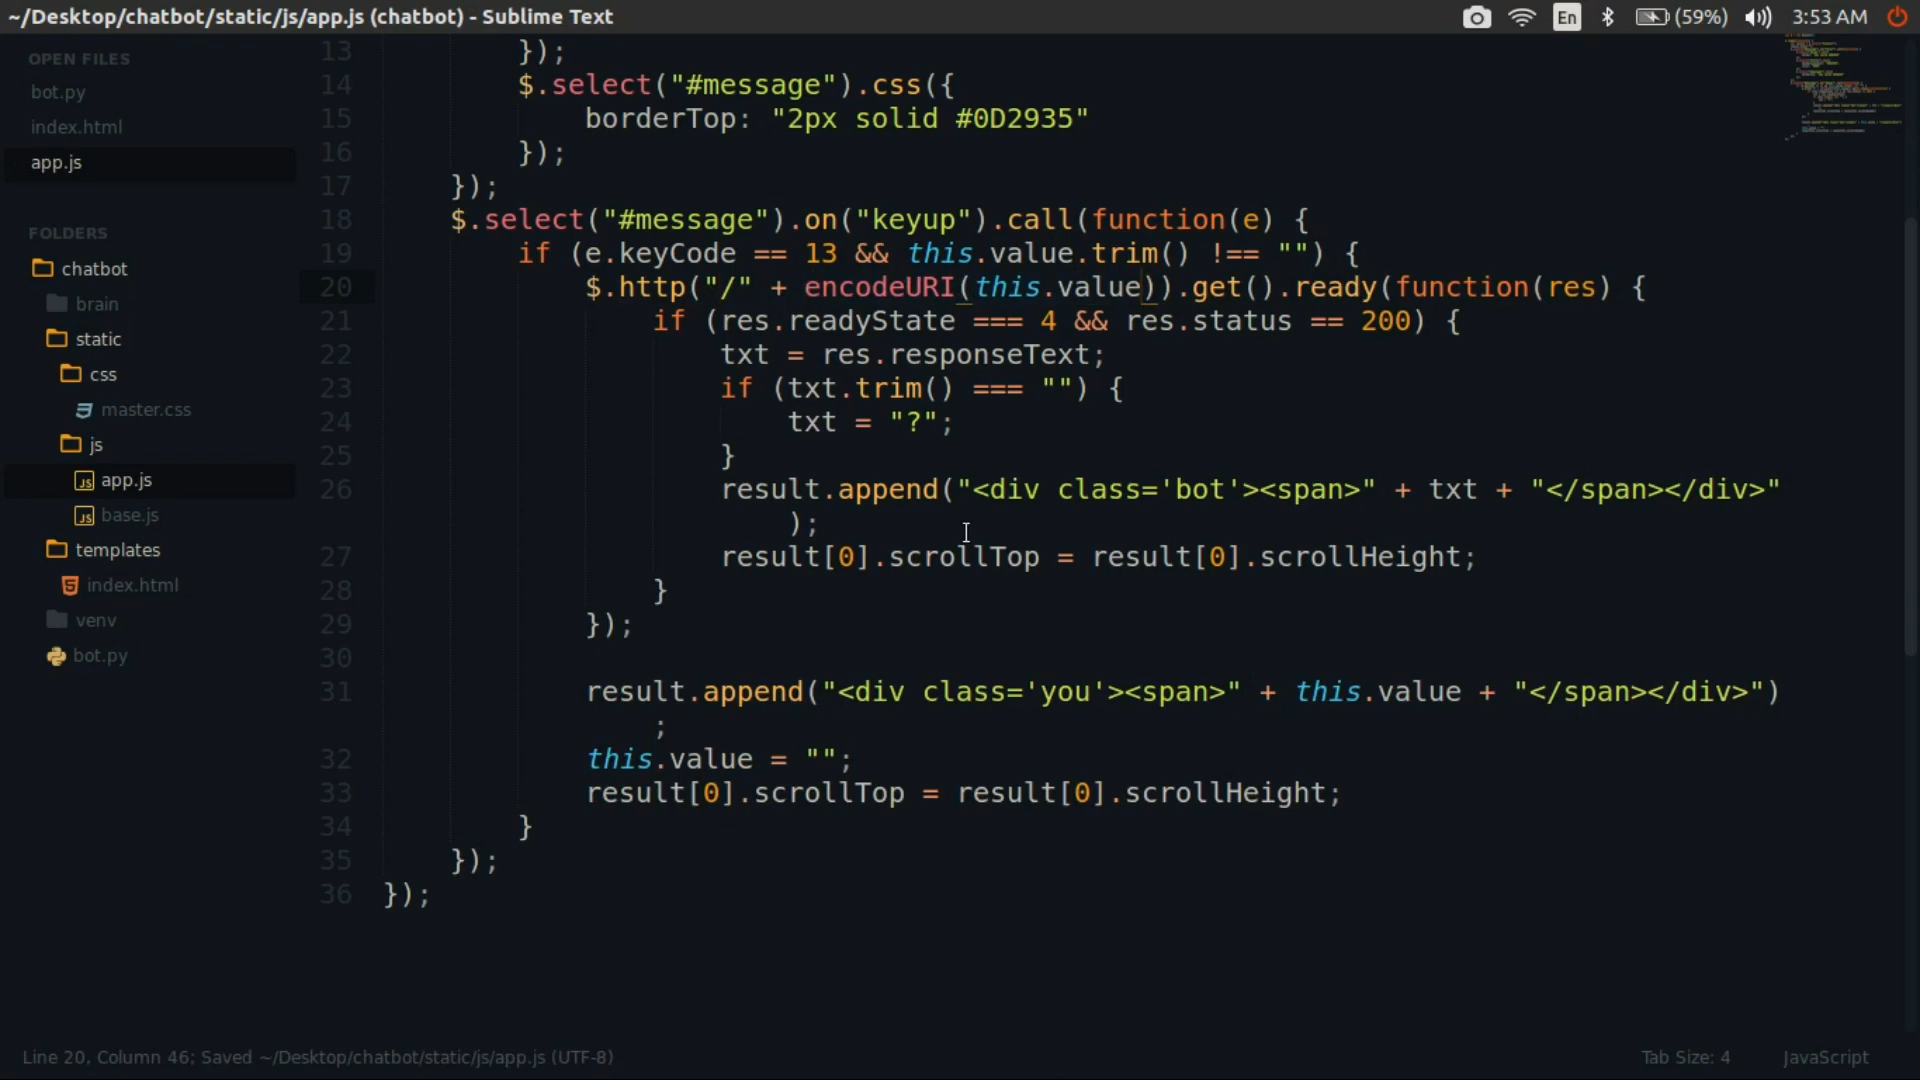 ~/Desktop/chatbot/static/js/app.js (chatbot) - Sublime Text
En
(59%)
3:53 AM
OPEN FILES
bot.py
index.html
app.js
FOLDERS
chatbot
brain
static
css
master.css
js
JS app.js
JS base.js
templates
index.html
venv
bot.py
13 });
14 $.select("#message").css({
15 borderTop: "2px solid #0D2935"
16 });
17 });
18 $.select("#message").on("keyup").call(function(e) {
19 if (e.keyCode == 13 && this.value.trim() !== "") {
20 $.http("/" + encodeURI(this.value)).get().ready(function(res) {
21 if (res.readyState === 4 && res.status == 200) {
22 txt = res.responseText;
23 if (txt.trim() === "") {
24 txt = "?";
25 }
26 result.append("<div class='bot'><span>" + txt + "</span></div>"
);
27 result[0].scrollTop = result[0].scrollHeight;
28 }
29 });
30
31 result.append("<div class='you'><span>" + this.value + "</span></div>")
;
32 this.value = "";
33 result[0].scrollTop = result[0].scrollHeight;
34 }
35 });
36 });
Line 20, Column 46; Saved ~/Desktop/chatbot/static/js/app.js (UTF-8)
Tab Size: 4
JavaScript